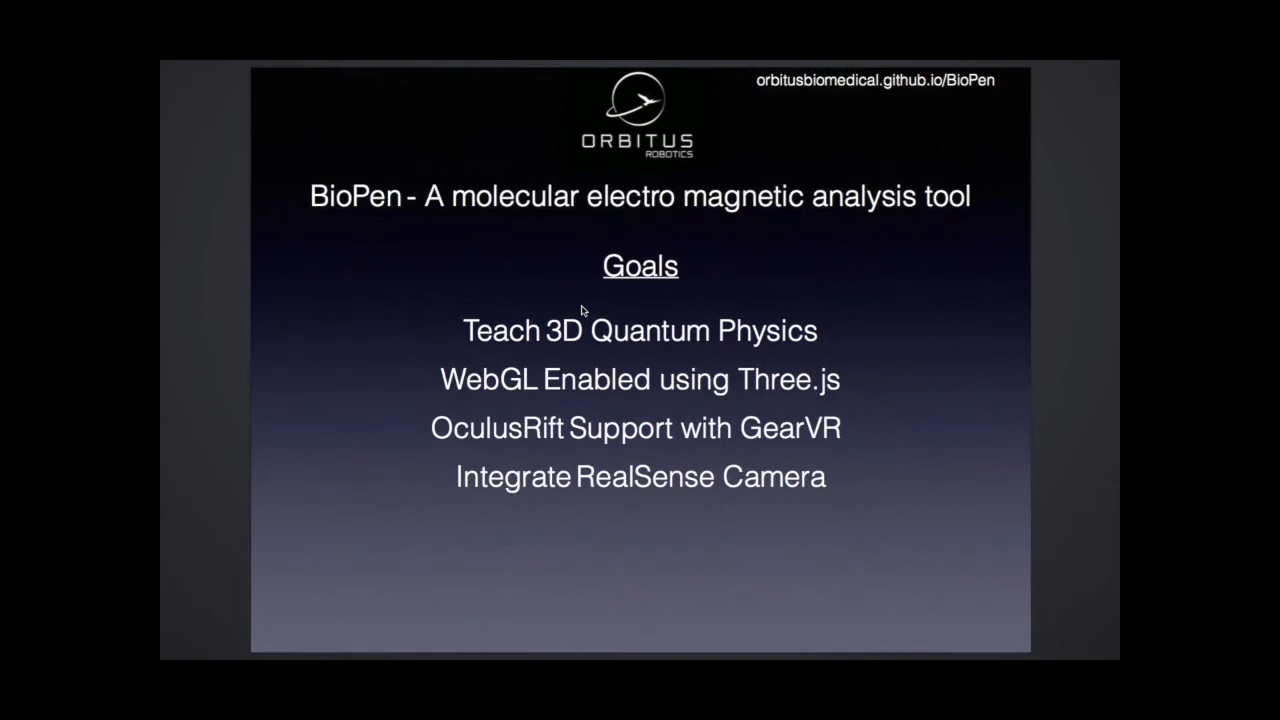 orbitusbiomedical.github.io/BioPen
ORBITUS
ROBOTICS
BioPen - A molecular electro magnetic analysis tool
Goals
Teach 3D Quantum Physics
WebGL Enabled using Three.js
OculusRift Support with GearVR
Integrate RealSense Camera